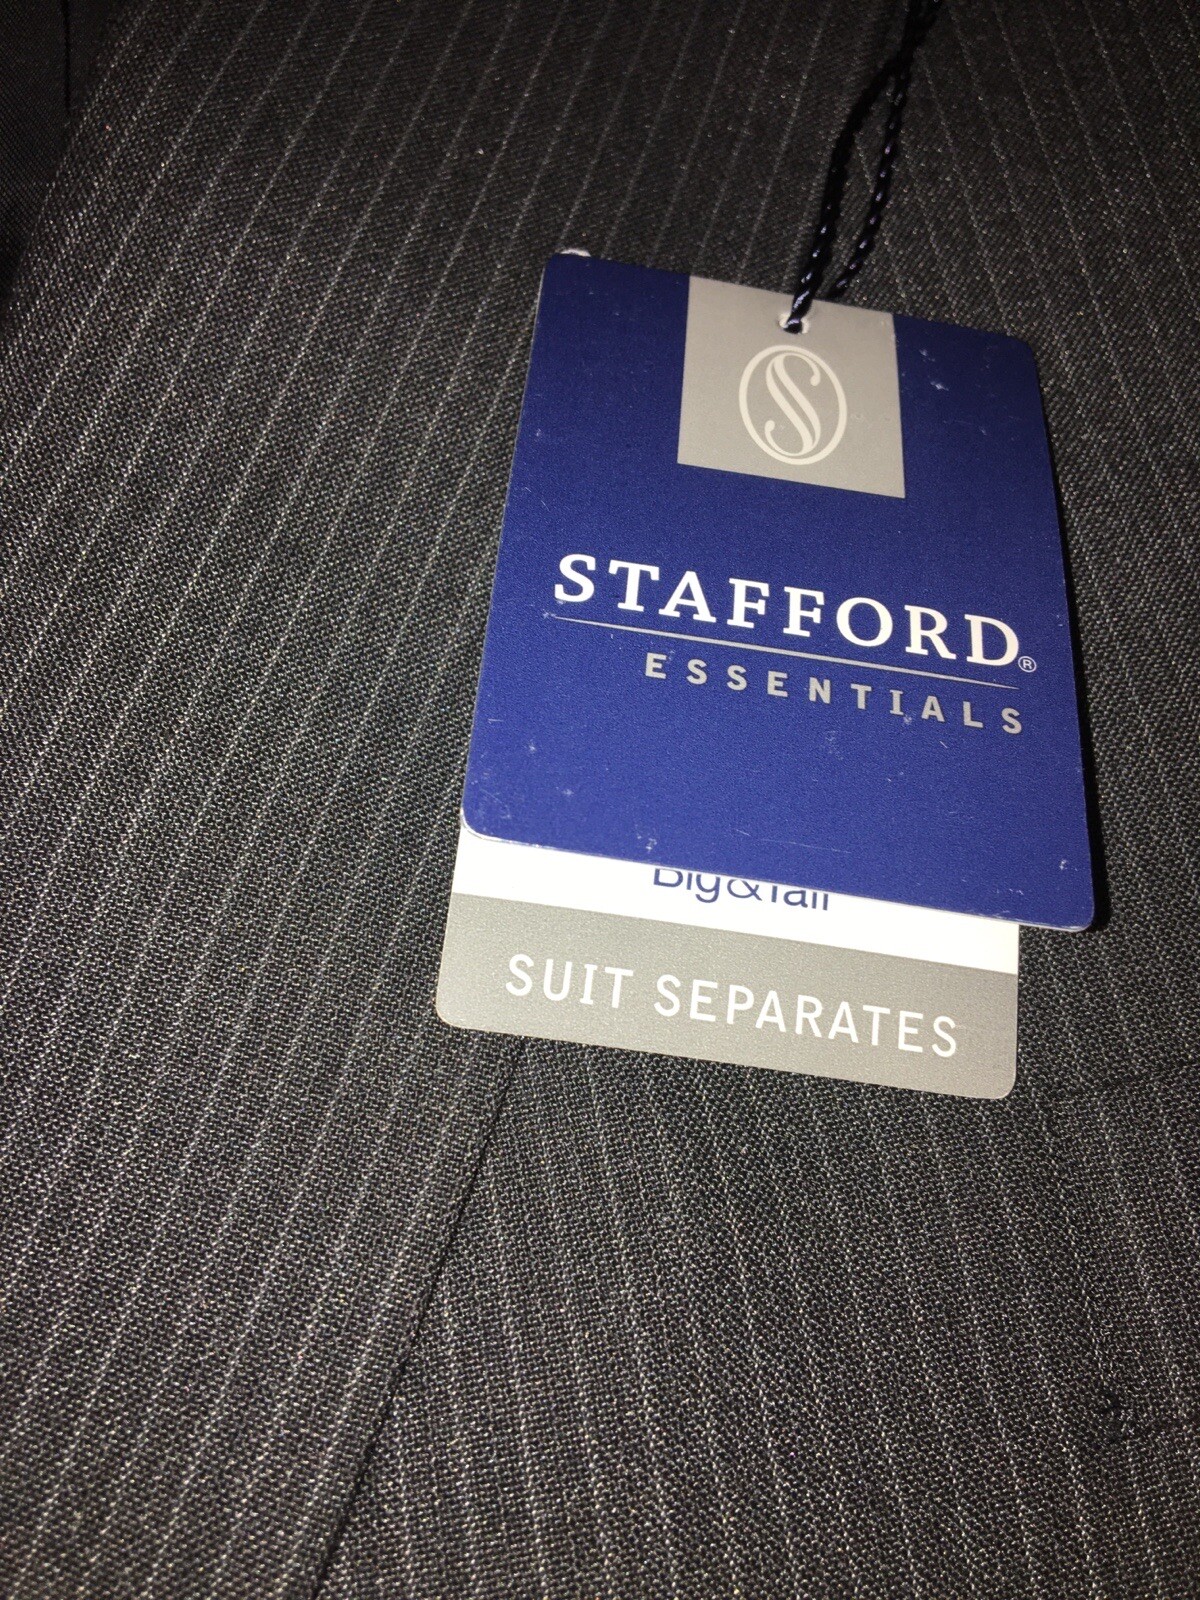 S
STAFFORD®
ESSENTIALS
Big&Tall
SUIT SEPARATES